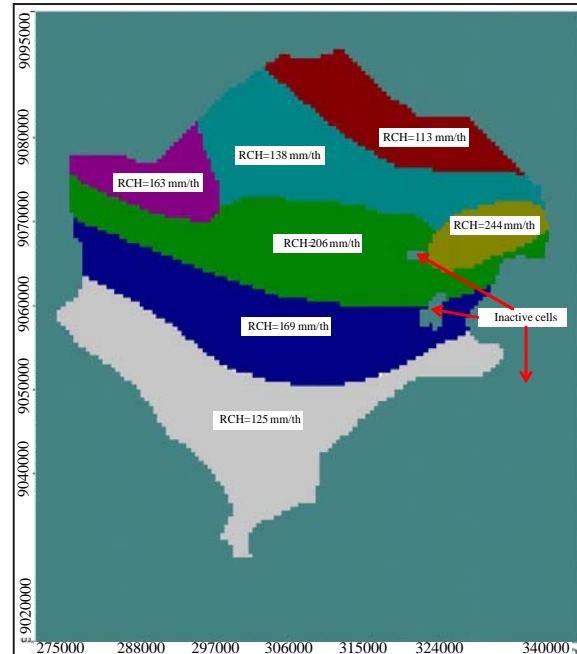 9095000
9080000
9070000
9060000
9050000
9040000
9020000
RCH=113 mm/th
RCH=138 mm/th
RCH=163 mm/th
RCH=244 mm/th
RCH=206 mm/th
Inactive cells
RCH=169 mm/th
RCH=125 mm/th
275000 288000 297000 306000 315000 324000 340000